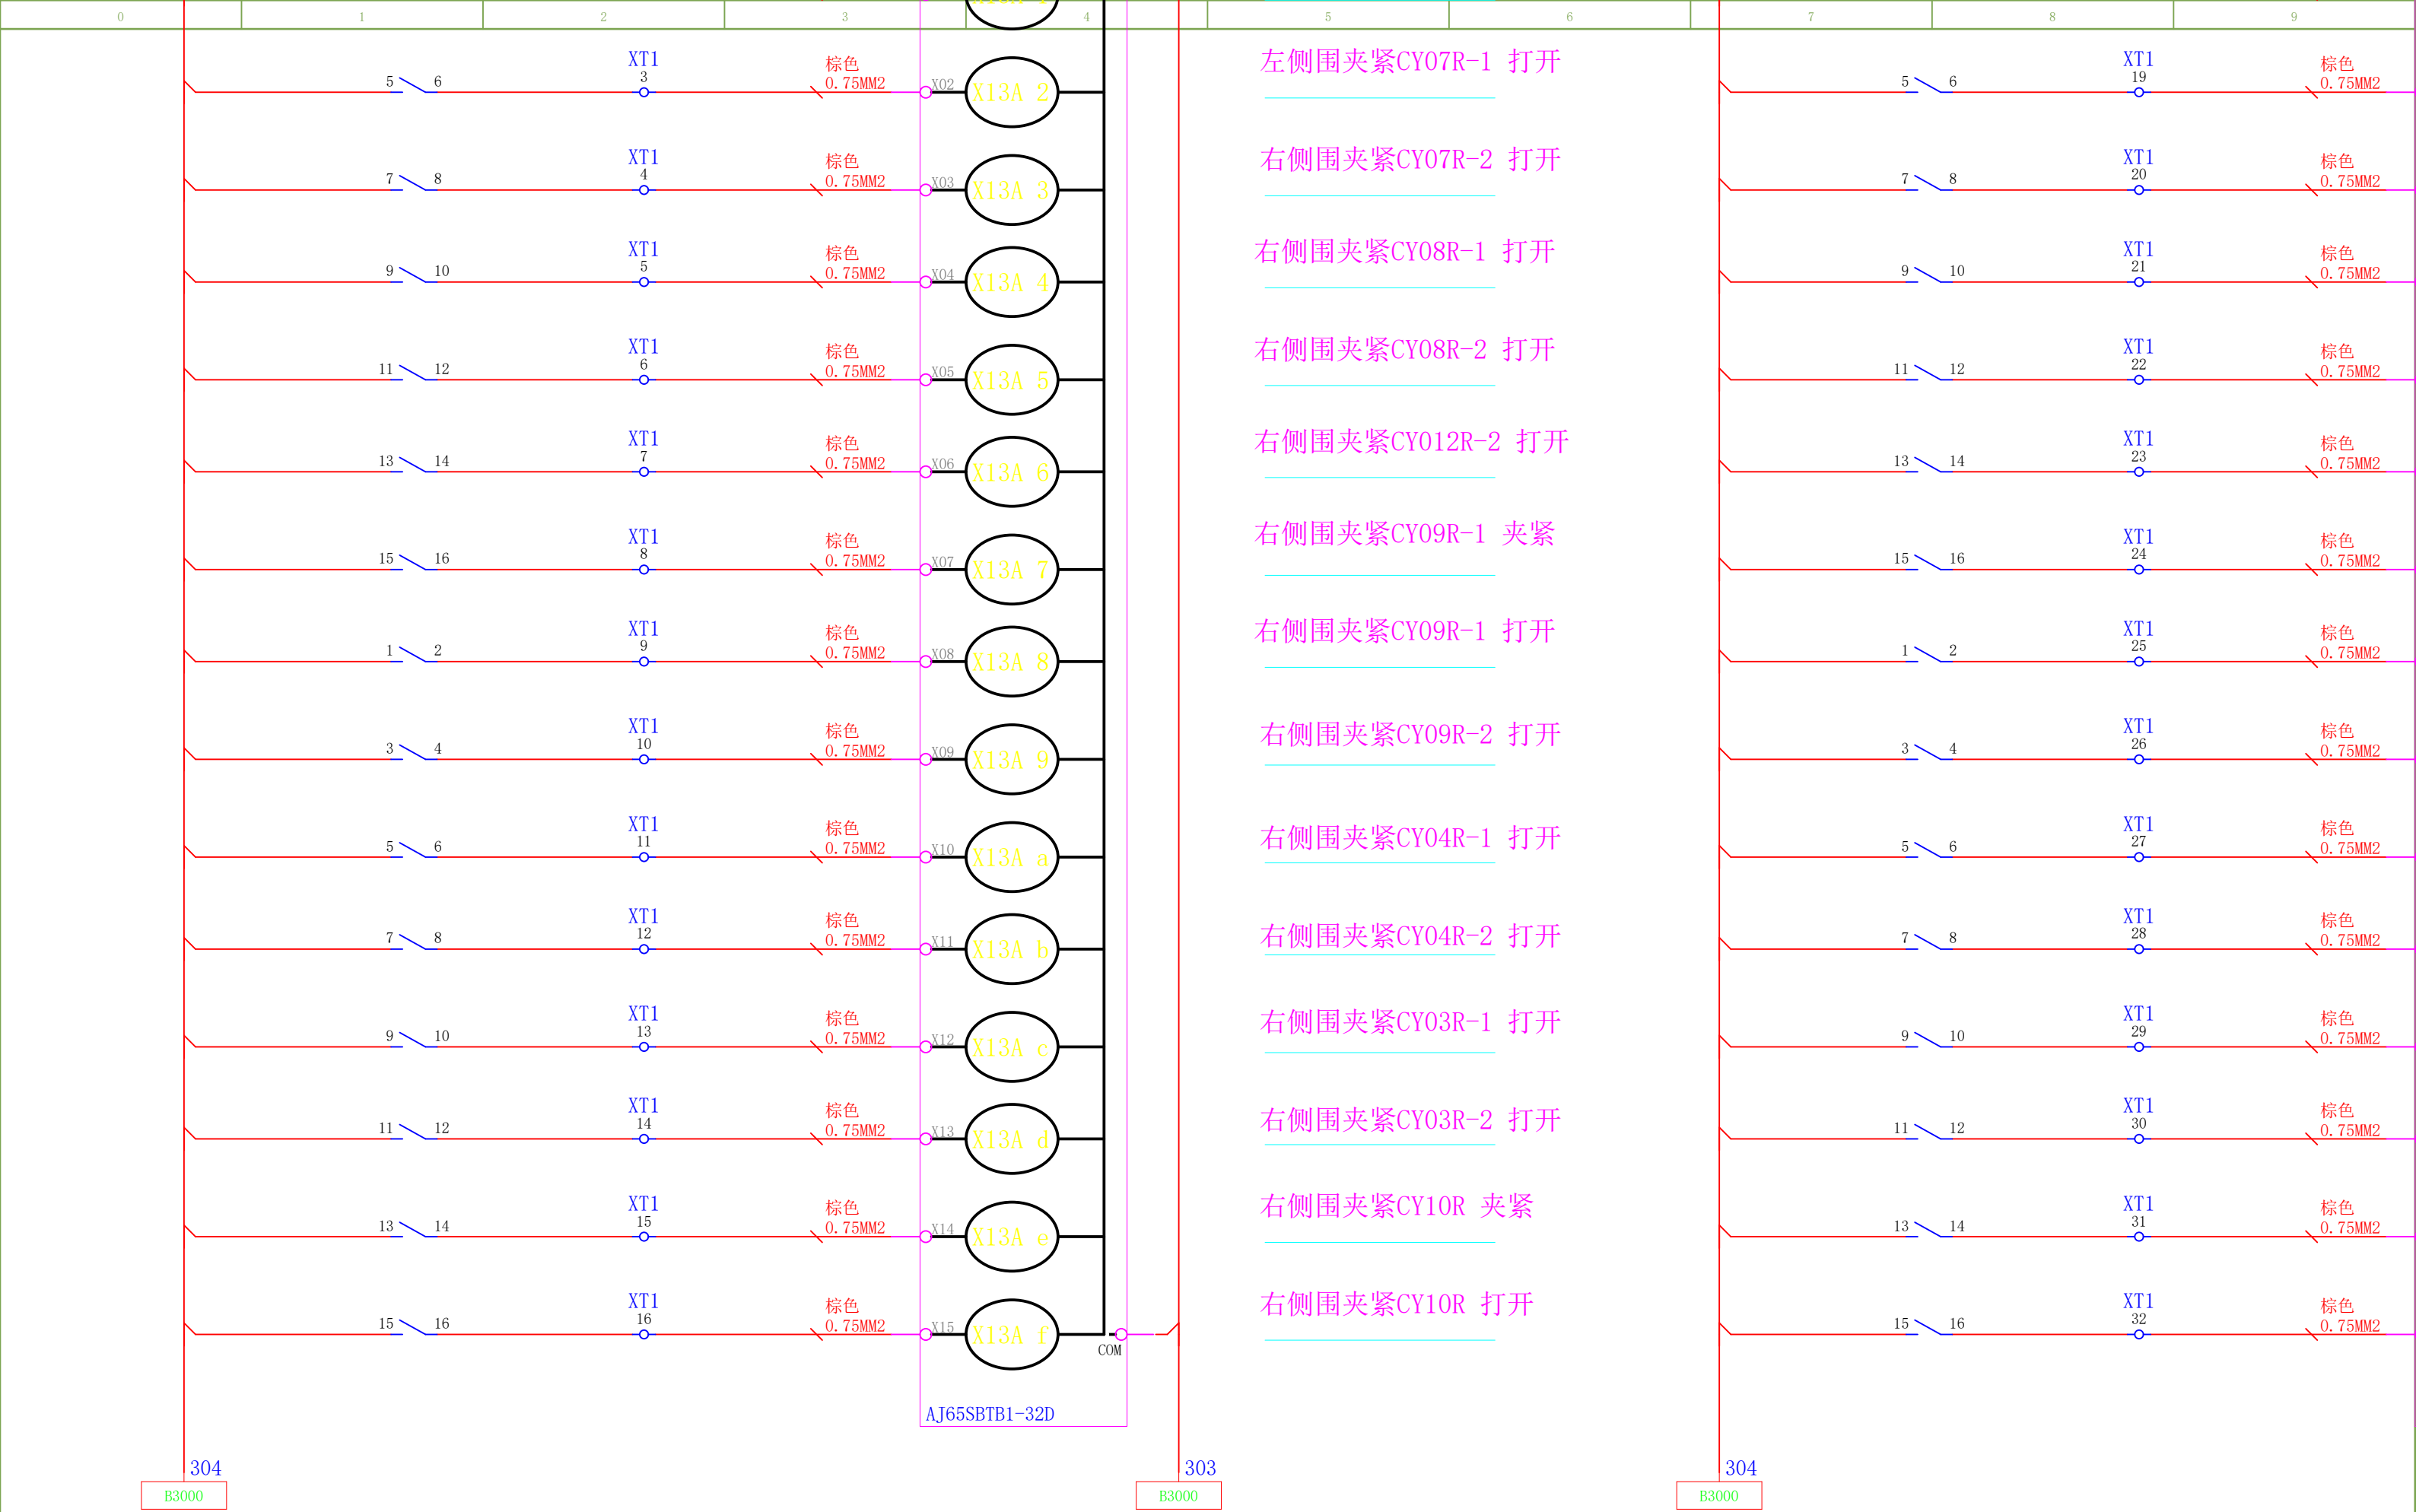 0 1 2 3 4 5 6 7 8 9
XT1 棕色 左侧围夹紧CY07R-1 打开 XT1 棕色
5 6 3 0.75MM2 X02 X13A 2 5 6 19 0.75MM2
XT1 棕色 右侧围夹紧CY07R-2 打开 XT1 棕色
7 8 4 0.75MM2 X03 X13A 3 7 8 20 0.75MM2
XT1 棕色 右侧围夹紧CY08R-1 打开 XT1 棕色
9 10 5 0.75MM2 X04 X13A 4 9 10 21 0.75MM2
XT1 棕色 右侧围夹紧CY08R-2 打开 XT1 棕色
11 12 6 0.75MM2 X05 X13A 5 11 12 22 0.75MM2
XT1 棕色 右侧围夹紧CY012R-2 打开 XT1 棕色
13 14 7 0.75MM2 X06 X13A 6 13 14 23 0.75MM2
XT1 棕色 右侧围夹紧CY09R-1 夹紧 XT1 棕色
15 16 8 0.75MM2 X07 X13A 7 15 16 24 0.75MM2
XT1 棕色 右侧围夹紧CY09R-1 打开 XT1 棕色
1 2 9 0.75MM2 X08 X13A 8 1 2 25 0.75MM2
XT1 棕色 右侧围夹紧CY09R-2 打开 XT1 棕色
3 4 10 0.75MM2 X09 X13A 9 3 4 26 0.75MM2
XT1 棕色 右侧围夹紧CY04R-1 打开 XT1 棕色
5 6 11 0.75MM2 X10 X13A a 5 6 27 0.75MM2
XT1 棕色 右侧围夹紧CY04R-2 打开 XT1 棕色
7 8 12 0.75MM2 X11 X13A b 7 8 28 0.75MM2
XT1 棕色 右侧围夹紧CY03R-1 打开 XT1 棕色
9 10 13 0.75MM2 X12 X13A c 9 10 29 0.75MM2
XT1 棕色 右侧围夹紧CY03R-2 打开 XT1 棕色
11 12 14 0.75MM2 X13 X13A d 11 12 30 0.75MM2
XT1 棕色 右侧围夹紧CY10R 夹紧 XT1 棕色
13 14 15 0.75MM2 X14 X13A e 13 14 31 0.75MM2
XT1 棕色 右侧围夹紧CY10R 打开 XT1 棕色
15 16 16 0.75MM2 X15 X13A f 15 16 32 0.75MM2
COM
AJ65SBTB1-32D
304 303 304
B3000 B3000 B3000